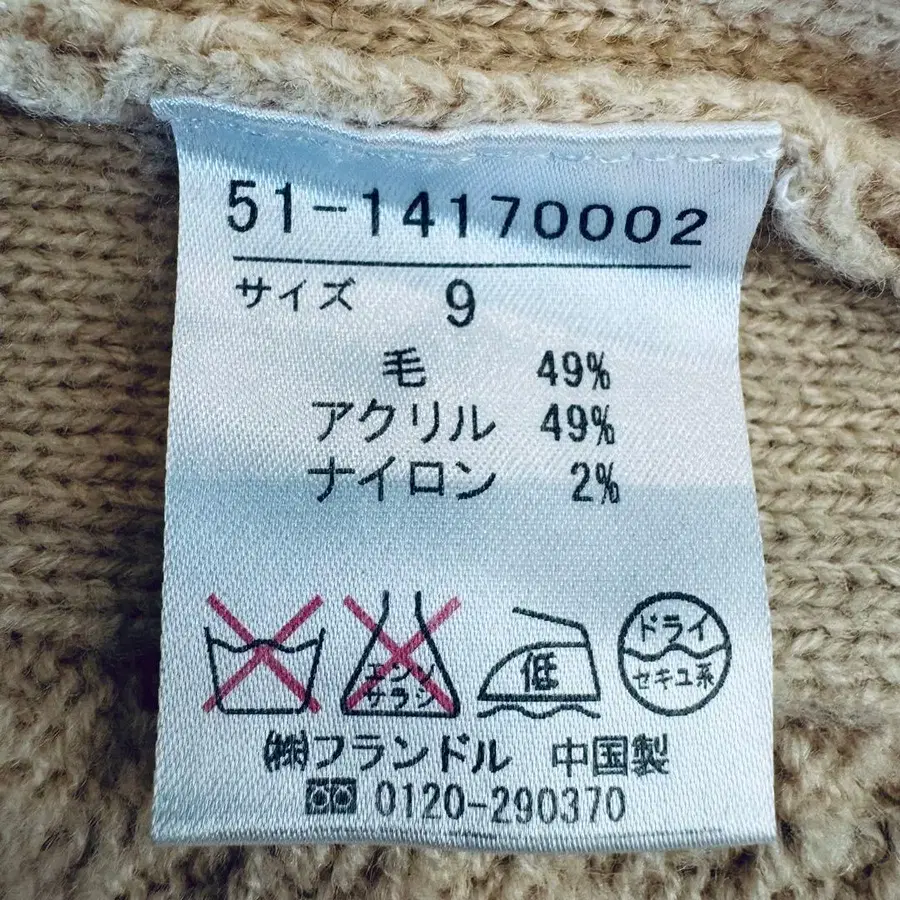 51-14170002
サイズ 9
毛 49%
アクリル 49%
ナイロン 2%
エンソ
サラシ
低
ドライ
セキユ系
㈱フランドル 中国製
0120-290370